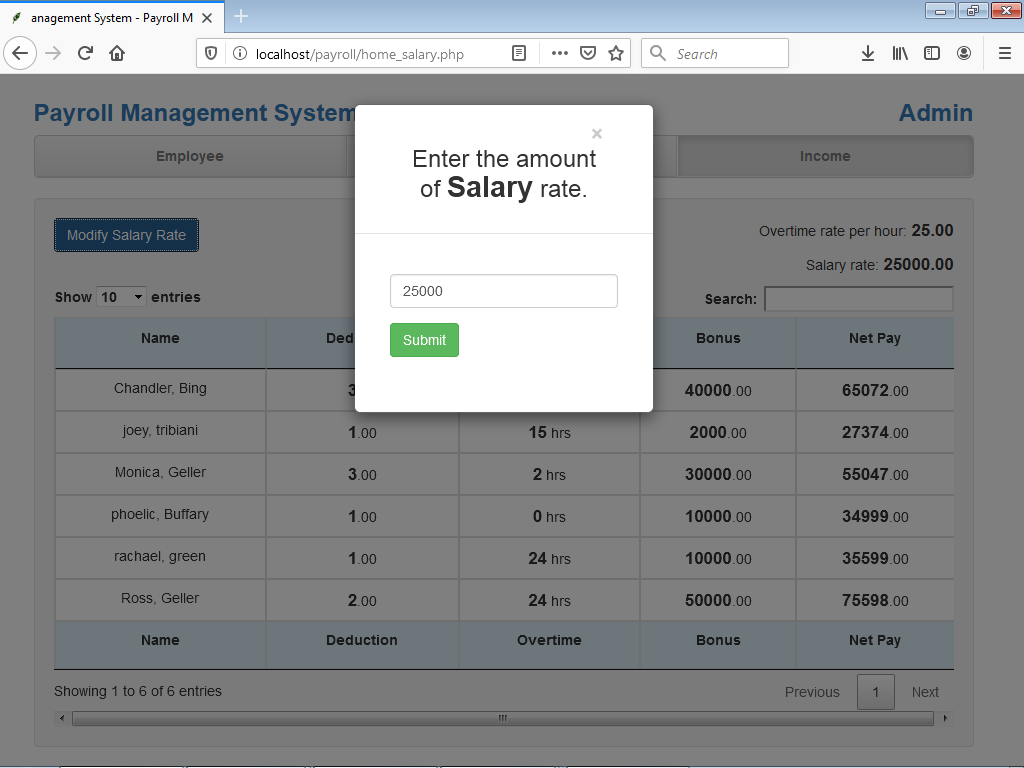 anagement System - Payroll M
localhost/payroll/home_salary.php
Search
Payroll Management System
Admin
Employee
Income
Enter the amount
of Salary rate.
Modify Salary Rate
Overtime rate per hour: 25.00
Salary rate: 25000.00
25000
Submit
Show 10 entries
Search:
Name Bonus Net Pay
Chandler, Bing 40000.00 65072.00
joey, tribiani 1.00 15 hrs 2000.00 27374.00
Monica, Geller 3.00 2 hrs 30000.00 55047.00
phoelic, Buffary 1.00 0 hrs 10000.00 34999.00
rachael, green 1.00 24 hrs 10000.00 35599.00
Ross, Geller 2.00 24 hrs 50000.00 75598.00
Name Deduction Overtime Bonus Net Pay
Showing 1 to 6 of 6 entries
Previous 1 Next